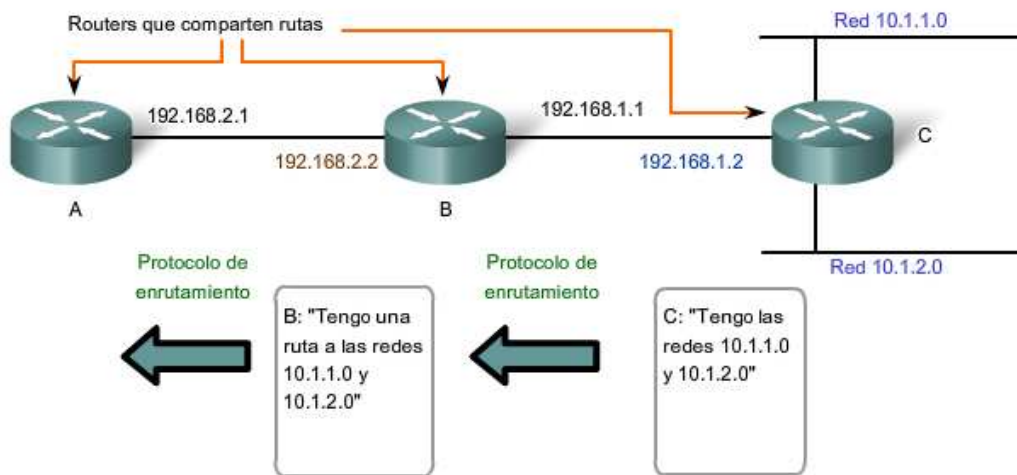 Red 10.1.1.0
Routers que comparten rutas
192.168.2.1
192.168.1.1
C
192.168.2.2
192.168.1.2
A
B
Red 10.1.2.0
Protocolo de
enrutamiento
Protocolo de
enrutamiento
B: "Tengo una
ruta a las redes
10.1.1.0 y
10.1.2.0"
C: "Tengo las
redes 10.1.1.0
y 10.1.2.0"